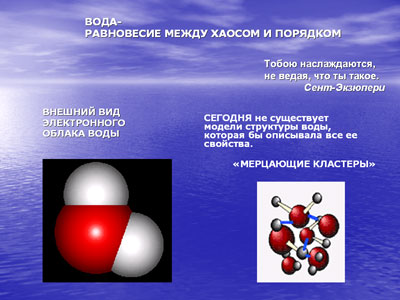 ВОДА-
РАВНОВЕСИЕ МЕЖДУ ХАОСОМ И ПОРЯДКОМ
Тобою наслаждаются,
не ведая, что ты такое.
Сент-Экзюпери
ВНЕШНИЙ ВИД
ЭЛЕКТРОННОГО
ОБЛАКА ВОДЫ
СЕГОДНЯ не существует
модели структуры воды,
которая бы описывала все ее
свойства.
«МЕРЦАЮЩИЕ КЛАСТЕРЫ»